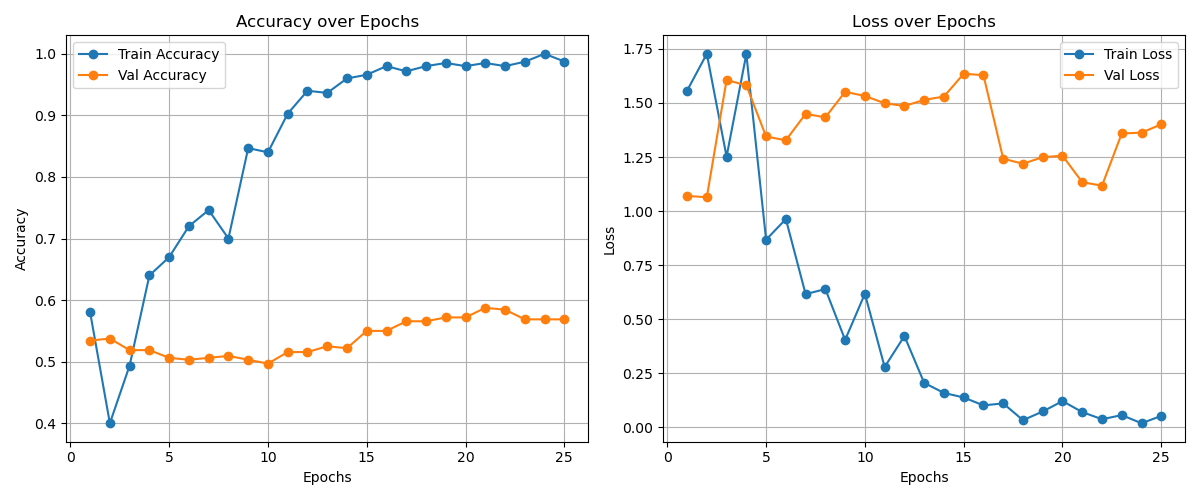 Accuracy over Epochs
Train Accuracy
Val Accuracy
1.0
0.9
0.8
0.7
0.6
0.5
0.4
Accuracy
0
5
10
15
20
25
Epochs
Loss over Epochs
Train Loss
Val Loss
1.75
1.50
1.25
1.00
0.75
0.50
0.25
0.00
Loss
0
5
10
15
20
25
Epochs